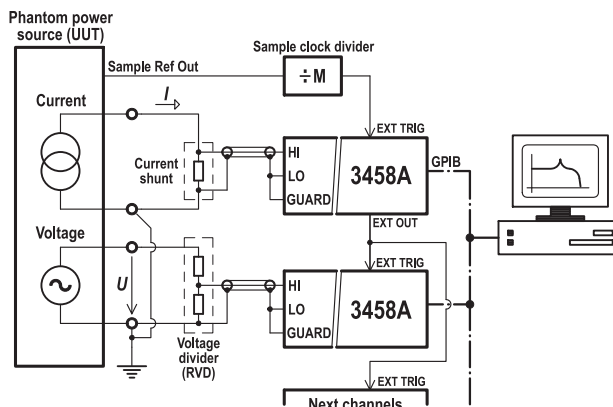 Phantom power
source (UUT)
Sample clock divider
Sample Ref Out
÷M
Current
I
EXT TRIG
Current
shunt
HI
LO
GUARD
3458A
GPIB
EXT OUT
Voltage
U
EXT TRIG
HI
LO
GUARD
3458A
Voltage
divider
(RVD)
EXT TRIG
Next channels